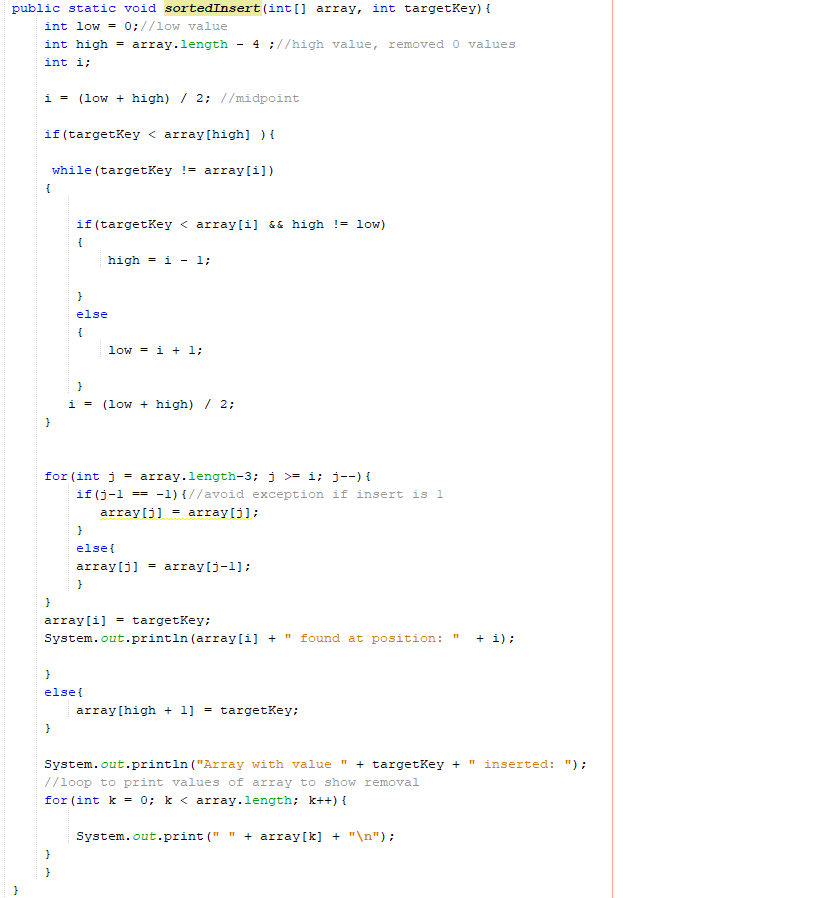 public static void sortedInsert(int[] array, int targetKey){
int low = 0;//low value
int high = array.length - 4 ;//high value, removed 0 values
int i;
i = (low + high) / 2; //midpoint
if(targetKey < array[high] ){
while(targetKey != array[i])
{
if(targetKey < array[i] && high != low)
{
high = i - 1;
}
else
{
low = i + 1;
}
i = (low + high) / 2;
}
for(int j = array.length-3; j >= i; j--){
if(j-1 == -1){//avoid exception if insert is 1
array[j] = array[j];
}
else{
array[j] = array[j-1];
}
}
array[i] = targetKey;
System.out.println(array[i] + " found at position: "  + i);
}
else{
array[high + 1] = targetKey;
}
System.out.println("Array with value " + targetKey + " inserted: ");
//loop to print values of array to show removal
for(int k = 0; k < array.length; k++){
System.out.print(" " + array[k] + "\n");
}
}
}